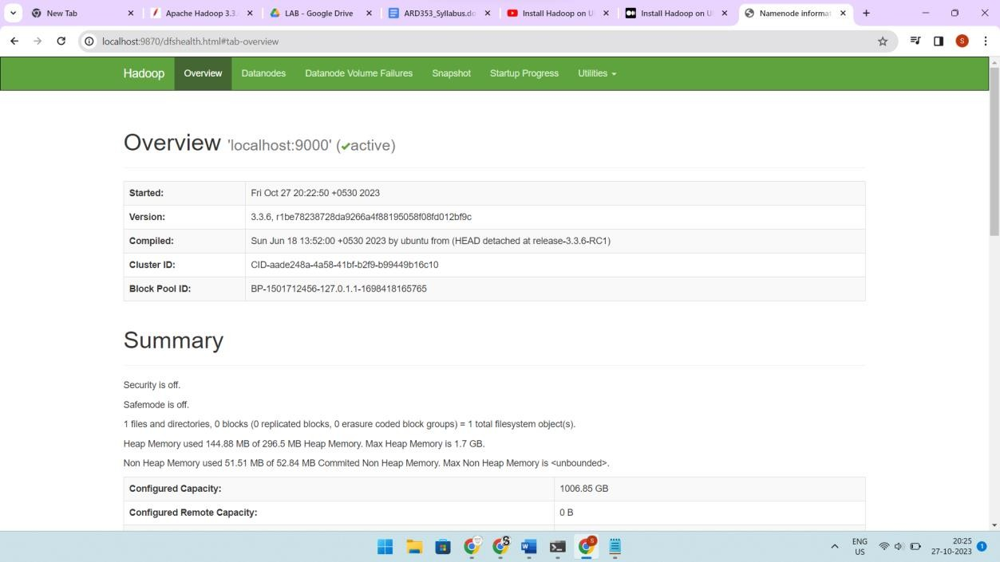 New Tab
Apache Hadoop 3.3.
LAB - Google Drive
ARD353_Syllabus.do
Install Hadoop on U
Install Hadoop on U
Namenode informat
localhost:9870/dfshealth.html#tab-overview
S
Hadoop
Overview
Datanodes
Datanode Volume Failures
Snapshot
Startup Progress
Utilities
Overview 'localhost:9000' (✔active)
Started: Fri Oct 27 20:22:50 +0530 2023
Version: 3.3.6, r1be78238728da9266a4f88195058f08fd012bf9c
Compiled: Sun Jun 18 13:52:00 +0530 2023 by ubuntu from (HEAD detached at release-3.3.6-RC1)
Cluster ID: CID-aade248a-4a58-41bf-b2f9-b99449b16c10
Block Pool ID: BP-1501712456-127.0.1.1-1698418165765
Summary
Security is off.
Safemode is off.
1 files and directories, 0 blocks (0 replicated blocks, 0 erasure coded block groups) = 1 total filesystem object(s).
Heap Memory used 144.88 MB of 296.5 MB Heap Memory. Max Heap Memory is 1.7 GB.
Non Heap Memory used 51.51 MB of 52.84 MB Commited Non Heap Memory. Max Non Heap Memory is <unbounded>.
Configured Capacity: 1006.85 GB
Configured Remote Capacity: 0 B
ENG
US
20:25
27-10-2023
1